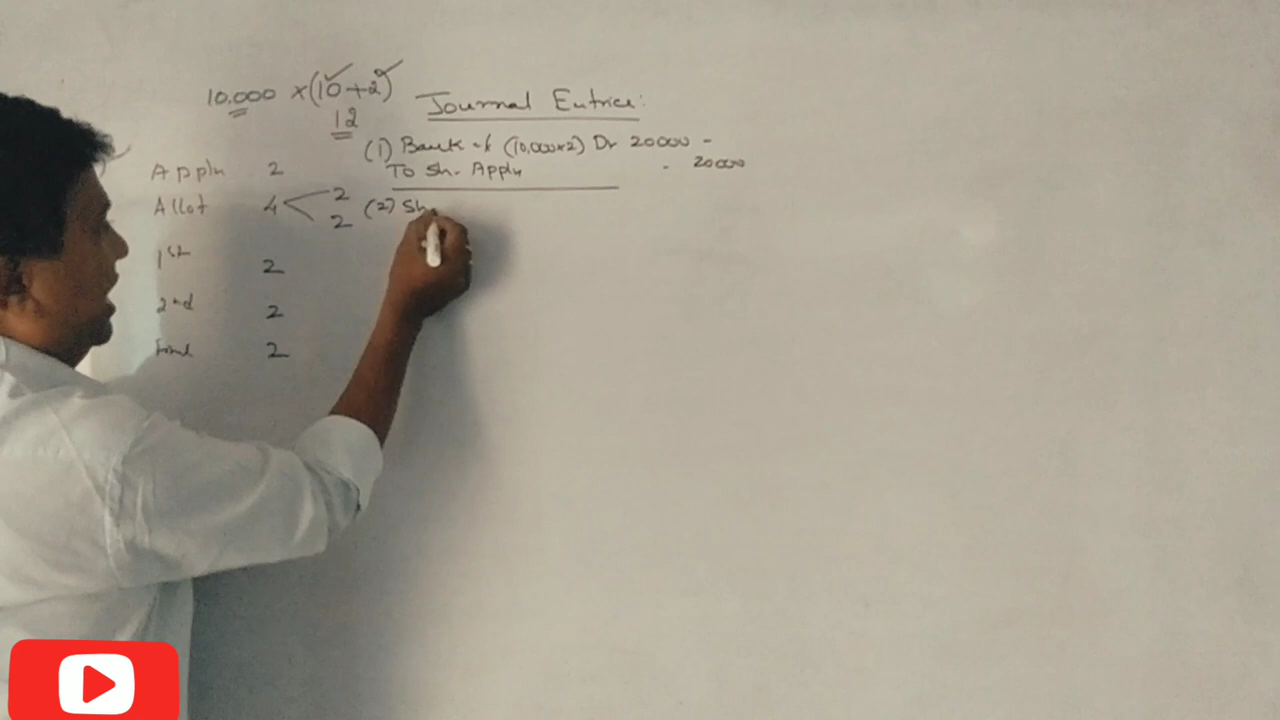 10.000 x(10+2)
12
Journal Entries:
(1) Bank A/c (10,000x2) Dr 20000 -
To Sh. Appln - 20000
Appln 2
Allot 4 2
2
(2) Sh
1st 2
2nd 2
Final 2